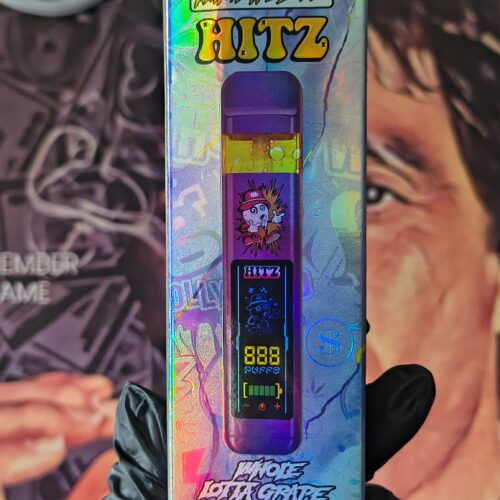 HITZ
EMBER
AME
HITZ
888
PUFFS
WHOLE
LOTTA GRAPE